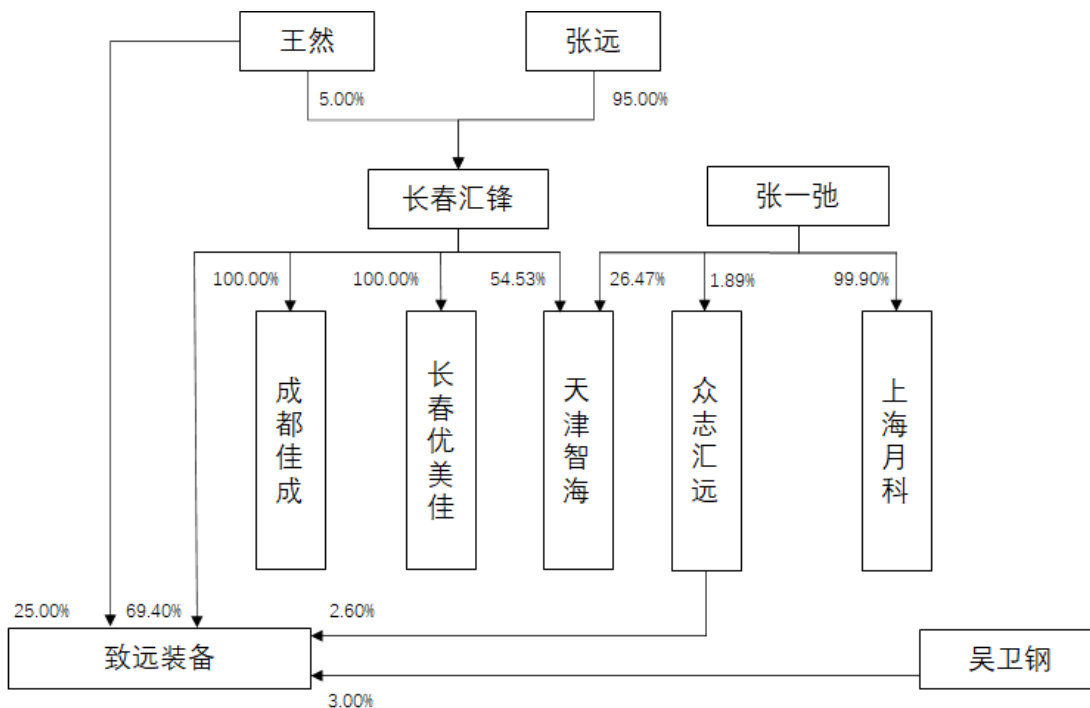 王然
张远
5.00%
95.00%
长春汇锋
张一弛
100.00%
100.00%
54.53%
26.47%
1.89%
99.90%
成都佳成
长春优美佳
天津智海
众志汇远
上海月科
25.00%
69.40%
2.60%
致远装备
吴卫钢
3.00%